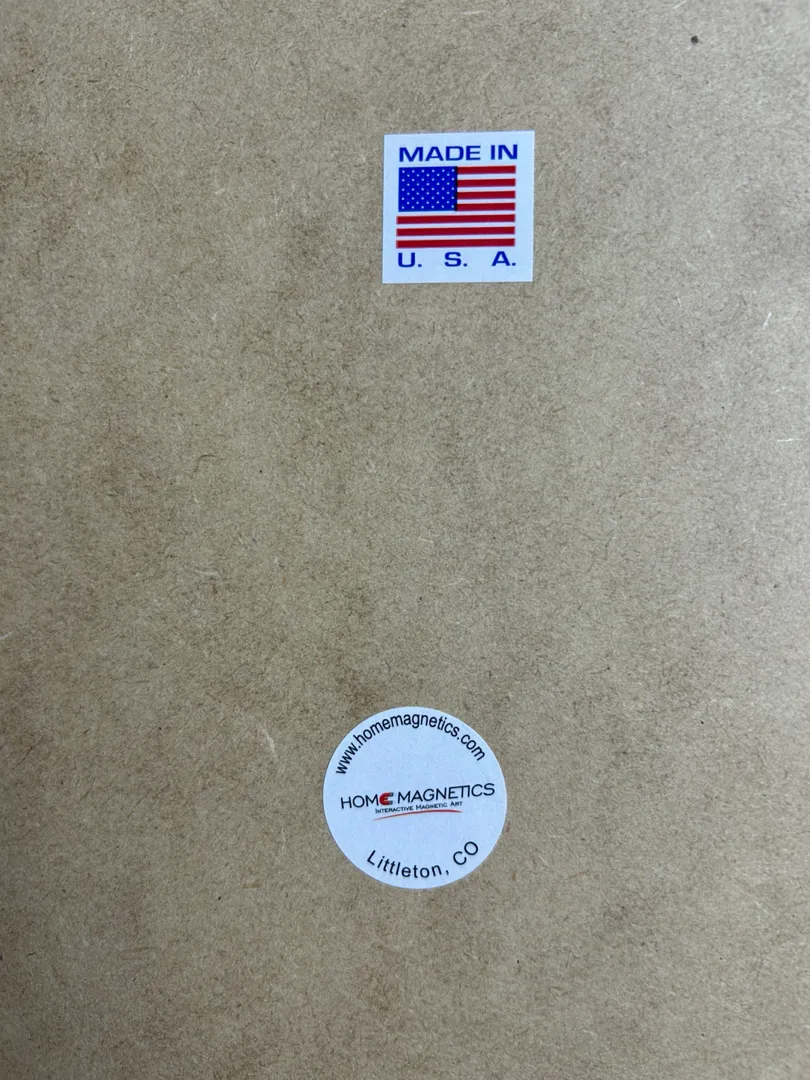 MADE IN
U. S. A.
www.homemagnetics.com
HOME MAGNETICS
INTERACTIVE MAGNETIC ART
Littleton, CO